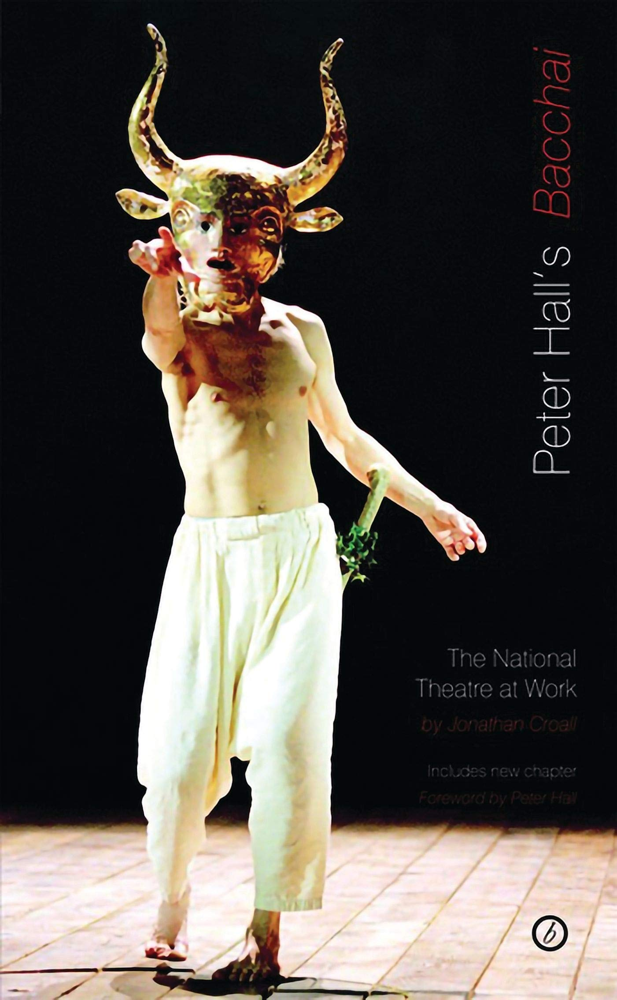 Peter Hall's Bacchai
The National
Theatre at Work
by Jonathan Croall
Includes new chapter
Foreword by Peter Hall
b